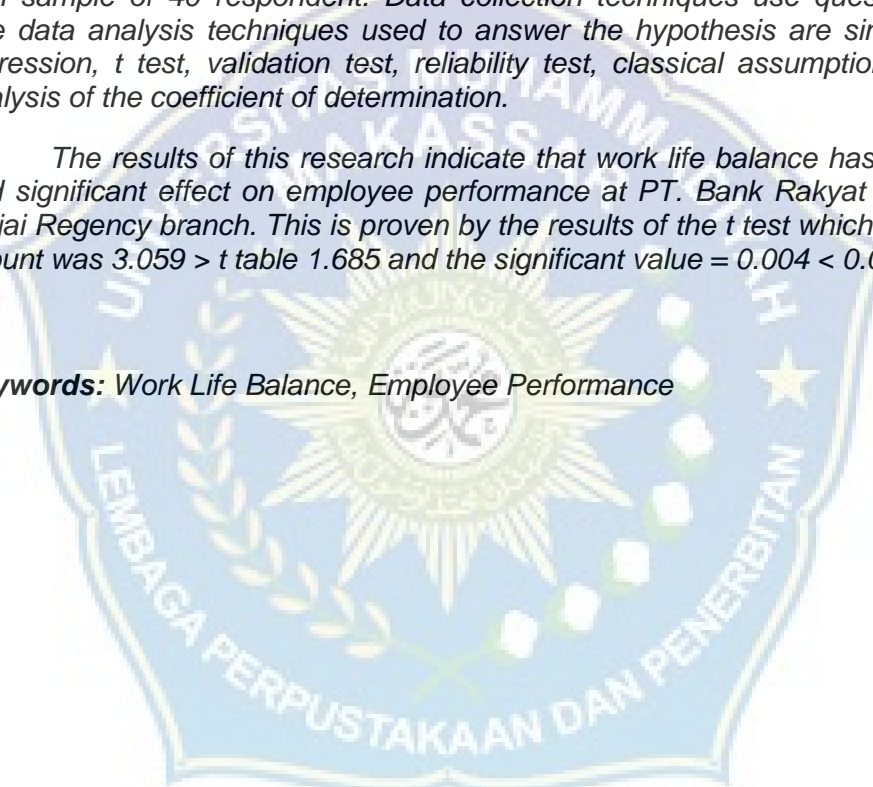 sample of 40 respondent. Data collection techniques use ques
e data analysis techniques used to answer the hypothesis are si
ression, t test, validation test, reliability test, classical assumption
alysis of the coefficient of determination.
The results of this research indicate that work life balance has
d significant effect on employee performance at PT. Bank Rakyat
jai Regency branch. This is proven by the results of the t test which
ount was 3.059 > t table 1.685 and the significant value = 0.004 < 0.0
ywords: Work Life Balance, Employee Performance
UNIVERSITAS MUHAMMADIYAH
MAKASSAR
LEMBAGA PERPUSTAKAAN DAN PENERBITAN